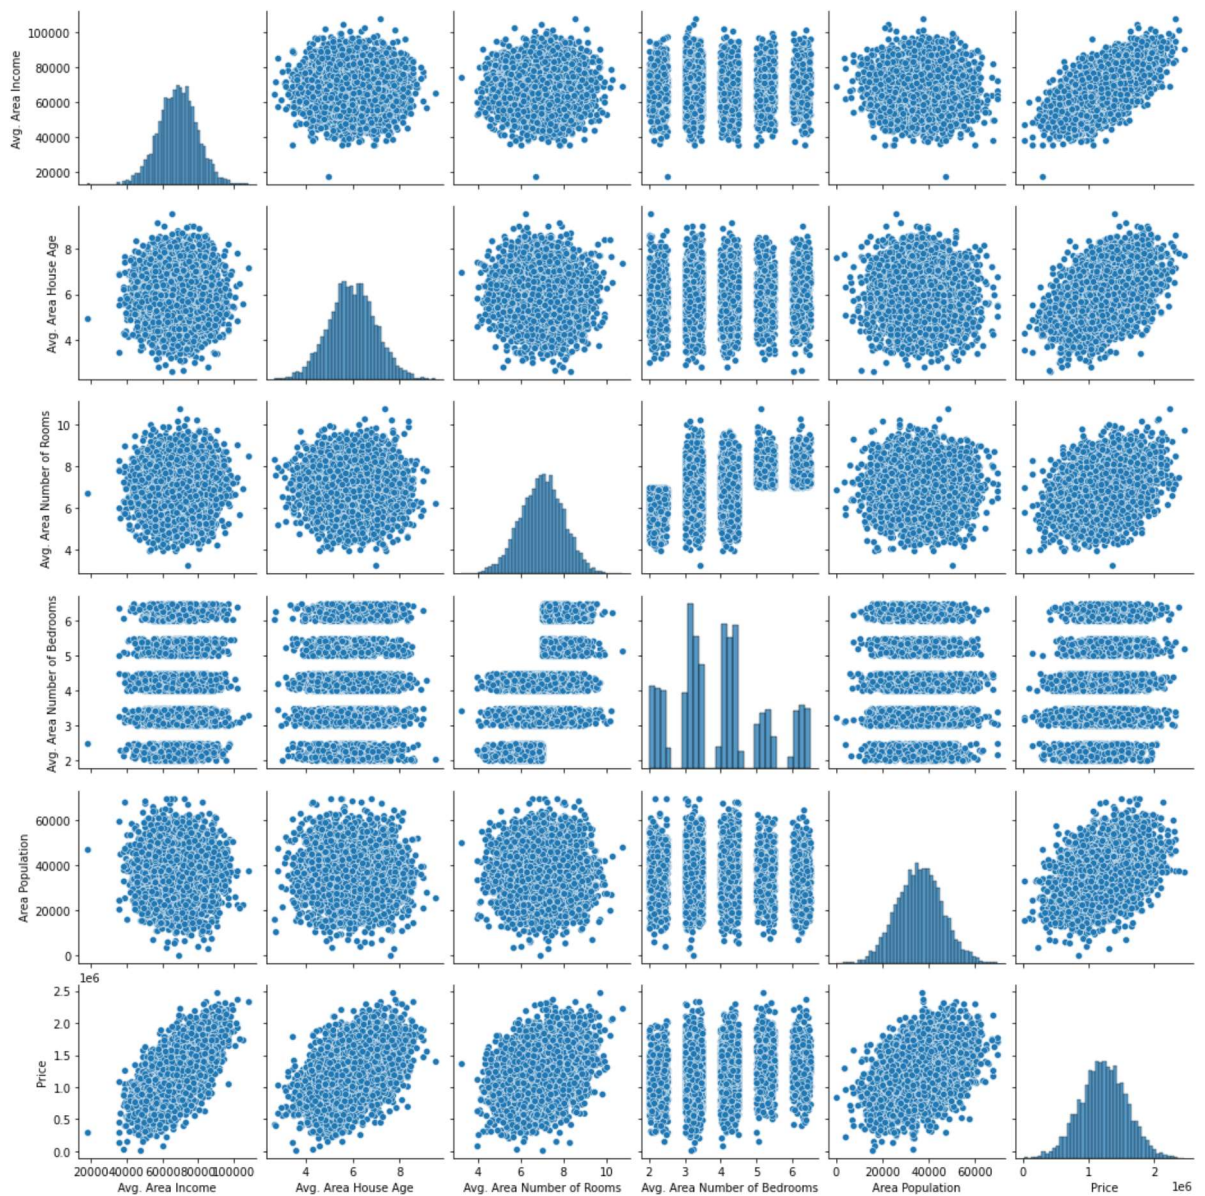 100000
80000
60000
40000
20000
Avg. Area Income
8
6
4
Avg. Area House Age
10
8
6
4
Avg. Area Number of Rooms
6
5
4
3
2
Avg. Area Number of Bedrooms
60000
40000
20000
0
Area Population
1e6
2.5
2.0
1.5
1.0
0.5
0.0
Price
20000 40000 60000 80000 100000
Avg. Area Income
4 6 8
Avg. Area House Age
4 6 8 10
Avg. Area Number of Rooms
2 3 4 5 6
Avg. Area Number of Bedrooms
0 20000 40000 60000
Area Population
0 1 2
1e6
Price